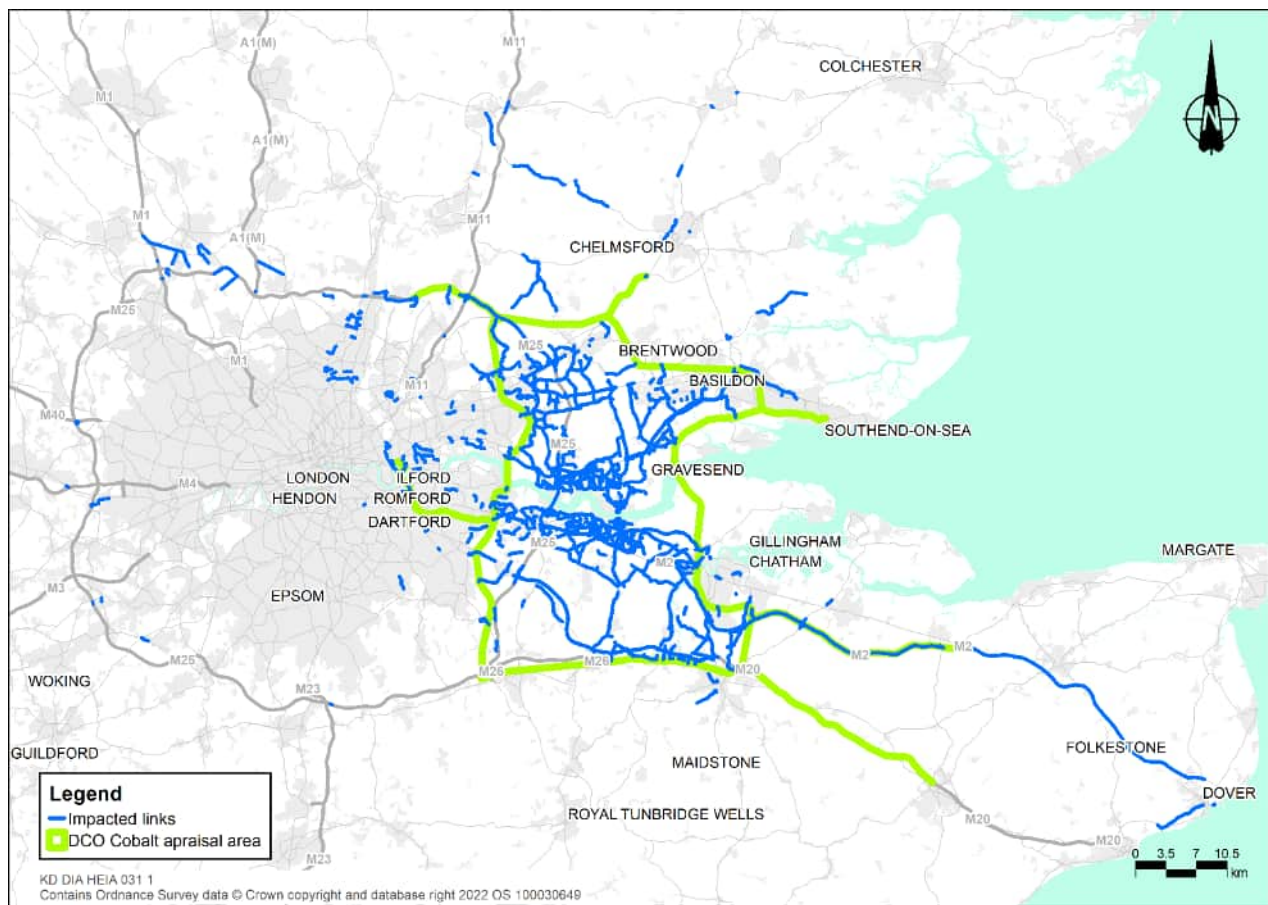 M11
A1(M)
COLCHESTER
M1
N
A1(M)
M1
M11
A1(M)
CHELMSFORD
M25
M25
BRENTWOOD
M1
M11
BASILDON
M40
SOUTHEND-ON-SEA
M25
GRAVESEND
LONDON
ILFORD
M4
HENDON
ROMFORD
DARTFORD
M25
GILLINGHAM
CHATHAM
MARGATE
M2
M3
EPSOM
M25
M2
M2
M26
M26
M20
WOKING
M23
FOLKESTONE
GUILDFORD
MAIDSTONE
DOVER
Legend
Impacted links
DCO Cobalt appraisal area
ROYAL TUNBRIDGE WELLS
M20
M20
M23
0 3.5 7 10.5
km
KD DIA HEIA 031 1
Contains Ordnance Survey data © Crown copyright and database right 2022 OS 100030649